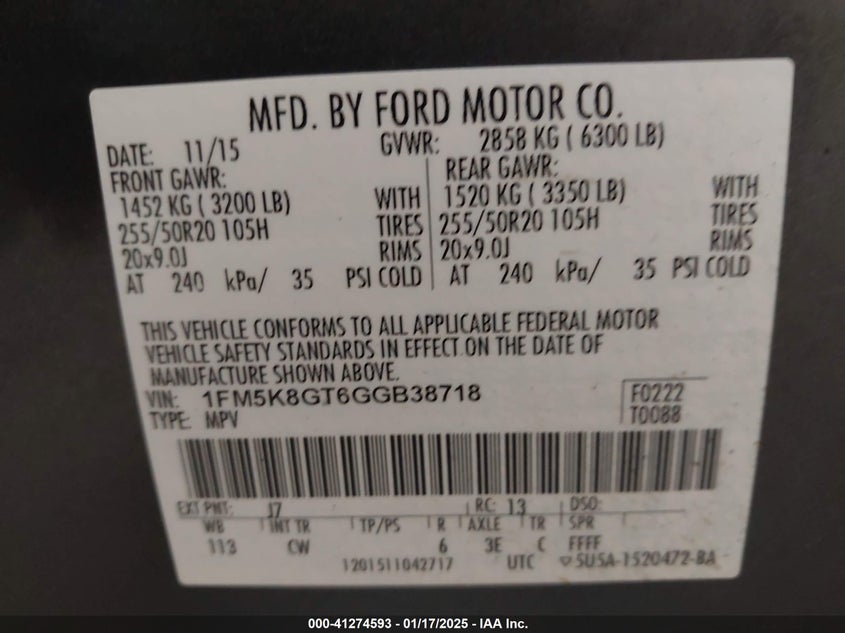 MFD. BY FORD MOTOR CO.
DATE: 11/15 GVWR: 2858 KG ( 6300 LB)
FRONT GAWR: REAR GAWR:
1452 KG ( 3200 LB) WITH 1520 KG ( 3350 LB) WITH
255/50R20 105H TIRES 255/50R20 105H TIRES
20x9.0J RIMS 20x9.0J RIMS
AT 240 kPa/ 35 PSI COLD AT 240 kPa/ 35 PSI COLD
THIS VEHICLE CONFORMS TO ALL APPLICABLE FEDERAL MOTOR
VEHICLE SAFETY STANDARDS IN EFFECT ON THE DATE OF
MANUFACTURE SHOWN ABOVE.
VIN: 1FM5K8GT6GGB38718 F0222
TYPE: MPV T0088
EXT PNT: J7 RC: 13 DSO:
WB INT TR TP/PS R AXLE TR SPR
113 CW 6 3E C FFFF
1201511042717 UTC 5U5A-1520472-BA
000-41274593 - 01/17/2025 - IAA Inc.